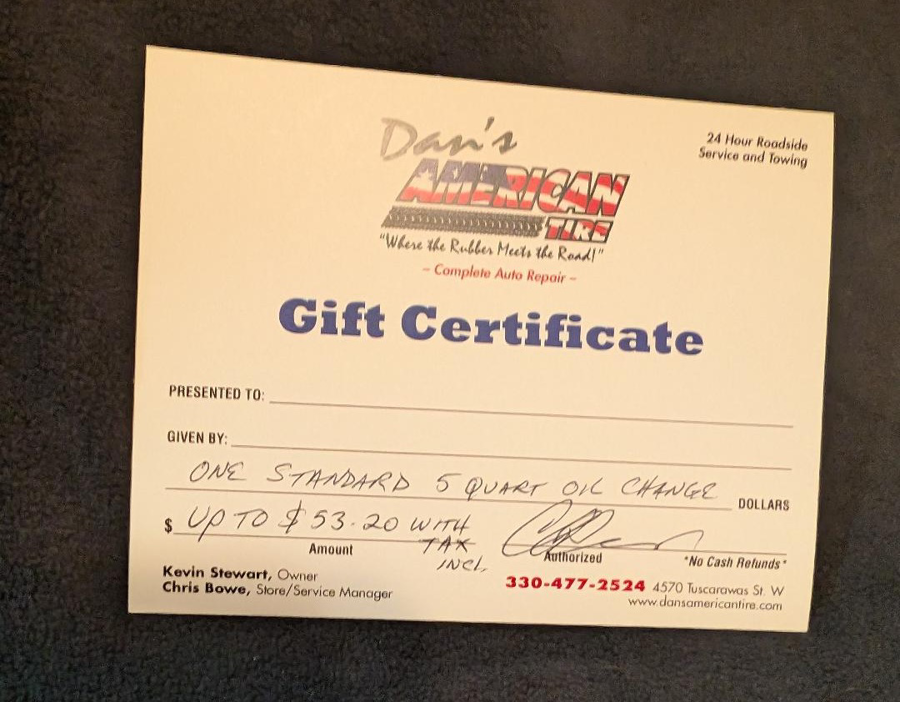 Dan's
AMERICAN
TIRE
"Where the Rubber Meets the Road!"
– Complete Auto Repair –
24 Hour Roadside
Service and Towing
Gift Certificate
PRESENTED TO:
GIVEN BY:
ONE STANDARD 5 QUART OIL CHANGE DOLLARS
$ UP TO $53.20 WITH
TAX
INCL.
Amount
Authorized
*No Cash Refunds*
Kevin Stewart, Owner
Chris Bowe, Store/Service Manager
330-477-2524 4570 Tuscarawas St. W
www.dansamericantire.com